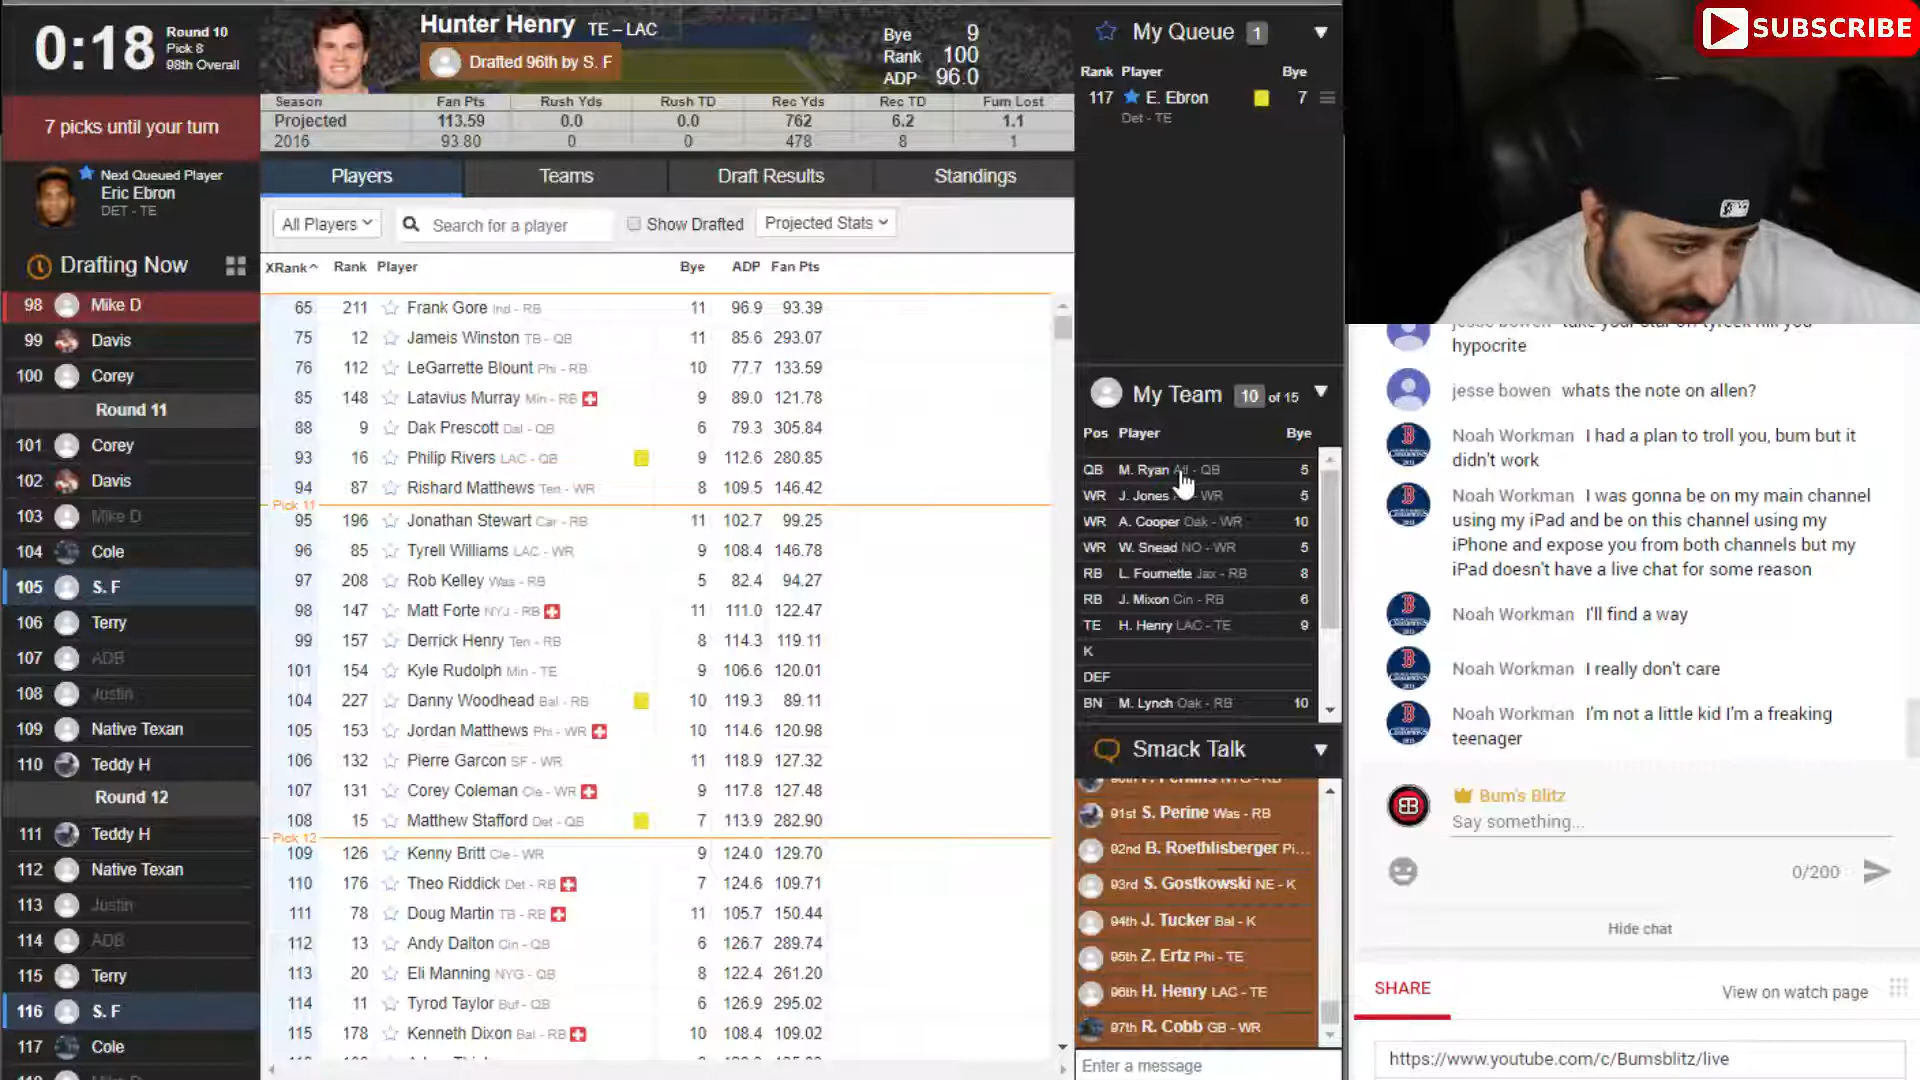 0:18
Round 10
Pick 8
98th Overall
Hunter Henry TE – LAC
Drafted 96th by S. F
Bye 9
Rank 100
ADP 96.0
Season Fan Pts Rush Yds Rush TD Rec Yds Rec TD Fum Lost
Projected 113.59 0.0 0.0 762 6.2 1.1
2016 93.80 0 0 478 8 1
7 picks until your turn
Next Queued Player
Eric Ebron
DET - TE
Drafting Now
98 Mike D
99 Davis
100 Corey
Round 11
101 Corey
102 Davis
103 Mike D
104 Cole
105 S. F
106 Terry
107 ADB
108 Justin
109 Native Texan
110 Teddy H
Round 12
111 Teddy H
112 Native Texan
113 Justin
114 ADB
115 Terry
116 S. F
117 Cole
Players Teams Draft Results Standings
All Players Search for a player Show Drafted Projected Stats
XRank^ Rank Player Bye ADP Fan Pts
65 211 Frank Gore Ind - RB 11 96.9 93.39
75 12 Jameis Winston TB - QB 11 85.6 293.07
76 112 LeGarrette Blount Phi - RB 10 77.7 133.59
85 148 Latavius Murray Min - RB 9 89.0 121.78
88 9 Dak Prescott Dal - QB 6 79.3 305.84
93 16 Philip Rivers LAC - QB 9 112.6 280.85
94 87 Rishard Matthews Ten - WR 8 109.5 146.42
Pick 11
95 196 Jonathan Stewart Car - RB 11 102.7 99.25
96 85 Tyrell Williams LAC - WR 9 108.4 146.78
97 208 Rob Kelley Was - RB 5 82.4 94.27
98 147 Matt Forte NYJ - RB 11 111.0 122.47
99 157 Derrick Henry Ten - RB 8 114.3 119.11
101 154 Kyle Rudolph Min - TE 9 106.6 120.01
104 227 Danny Woodhead Bal - RB 10 119.3 89.11
105 153 Jordan Matthews Phi - WR 10 114.6 120.98
106 132 Pierre Garcon SF - WR 11 118.9 127.32
107 131 Corey Coleman Cle - WR 9 117.8 127.48
108 15 Matthew Stafford Det - QB 7 113.9 282.90
Pick 12
109 126 Kenny Britt Cle - WR 9 124.0 129.70
110 176 Theo Riddick Det - RB 7 124.6 109.71
111 78 Doug Martin TB - RB 11 105.7 150.44
112 13 Andy Dalton Cin - QB 6 126.7 289.74
113 20 Eli Manning NYG - QB 8 122.4 261.20
114 11 Tyrod Taylor Buf - QB 6 126.9 295.02
115 178 Kenneth Dixon Bal - RB 10 108.4 109.02
My Queue 1
Rank Player Bye
117 E. Ebron 7
Det - TE
My Team 10 of 15
Pos Player Bye
QB M. Ryan Atl - QB 5
WR J. Jones - WR 5
WR A. Cooper Oak - WR 10
WR W. Snead NO - WR 5
RB L. Fournette Jax - RB 8
RB J. Mixon Cin - RB 6
TE H. Henry LAC - TE 9
K
DEF
BN M. Lynch Oak - RB 10
Smack Talk
91st S. Perine Was - RB
92nd B. Roethlisberger Pi...
93rd S. Gostkowski NE - K
94th J. Tucker Bal - K
95th Z. Ertz Phi - TE
96th H. Henry LAC - TE
97th R. Cobb GB - WR
Enter a message
SUBSCRIBE
hypocrite
jesse bowen whats the note on allen?
Noah Workman I had a plan to troll you, bum but it
didn't work
Noah Workman I was gonna be on my main channel
using my iPad and be on this channel using my
iPhone and expose you from both channels but my
iPad doesn't have a live chat for some reason
Noah Workman I'll find a way
Noah Workman I really don't care
Noah Workman I'm not a little kid I'm a freaking
teenager
Bum's Blitz
Say something...
0/200
Hide chat
SHARE
View on watch page
https://www.youtube.com/c/Bumsblitz/live